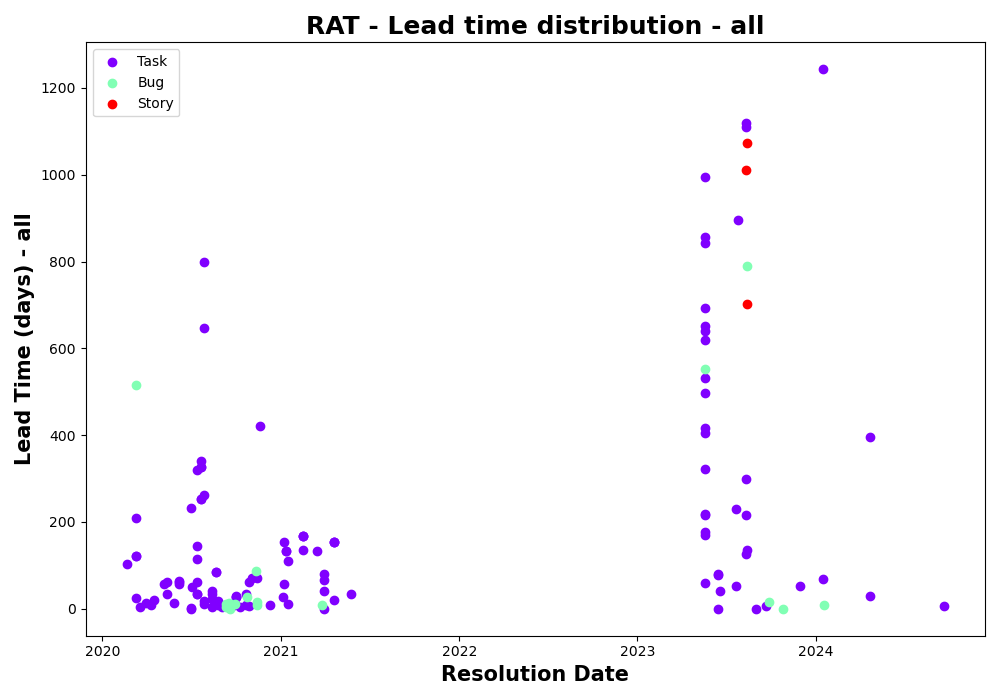 RAT - Lead time distribution - all
Task
Bug
Story
Lead Time (days) - all
1200
1000
800
600
400
200
0
2020
2021
2022
2023
2024
Resolution Date